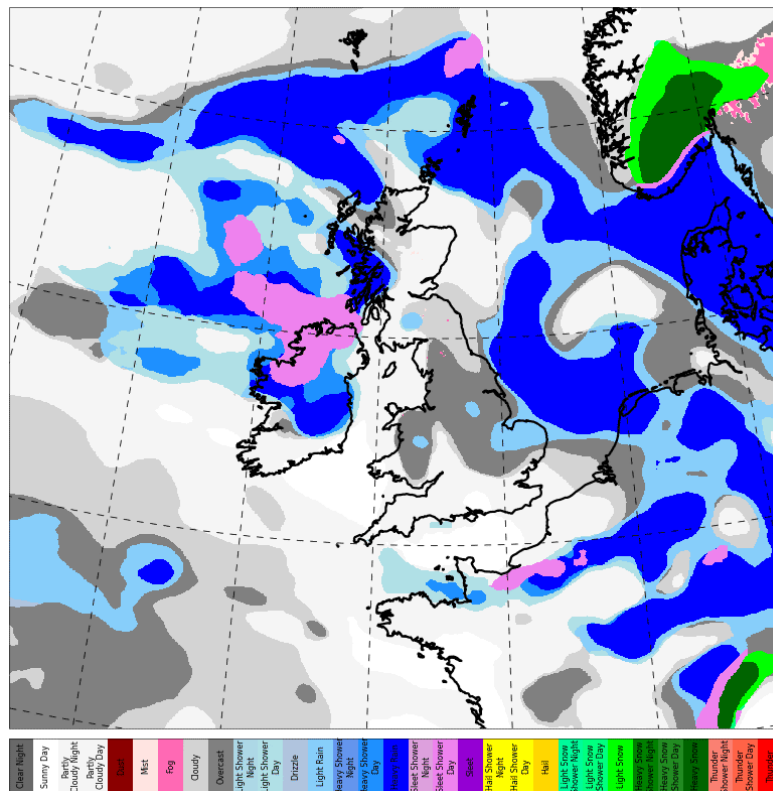 Clear Night
Sunny Day
Partly
Cloudy Night
Partly
Cloudy Day
Dust
Mist
Fog
Cloudy
Overcast
Light Shower
Night
Light Shower
Day
Drizzle
Light Rain
Heavy Shower
Night
Heavy Shower
Day
Heavy Rain
Sleet Shower
Night
Sleet Shower
Day
Sleet
Hail Shower
Night
Hail Shower
Day
Hail
Light Snow
Shower Night
Light Snow
Shower Day
Light Snow
Heavy Snow
Shower Night
Heavy Snow
Shower Day
Heavy Snow
Thunder
Shower Night
Thunder
Shower Day
Thunder